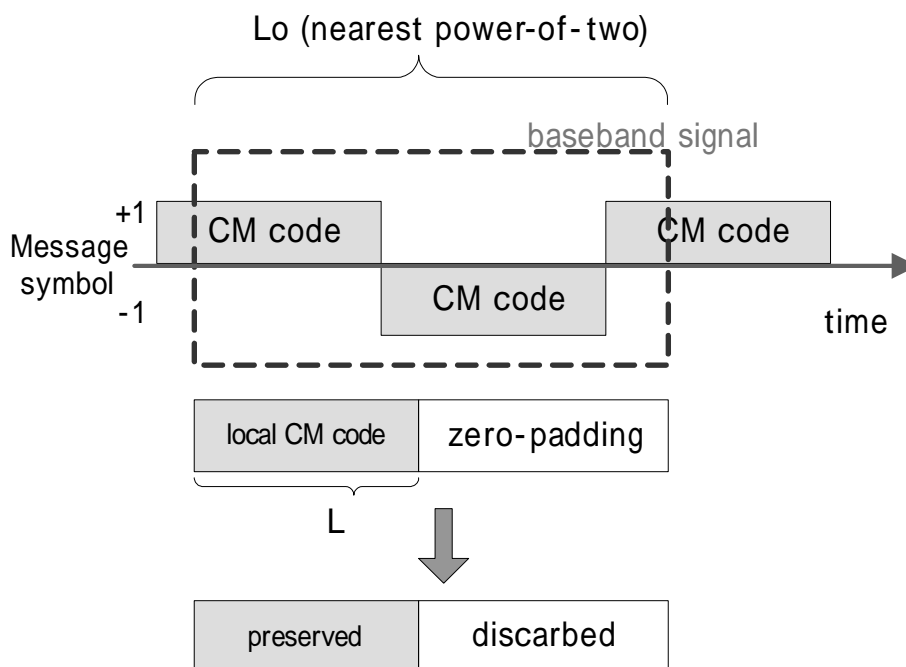 Lo (nearest power-of-two)
baseband signal
+1
CM code
CM code
Message
symbol
CM code
-1
time
local CM code
zero-padding
L
preserved
discarbed